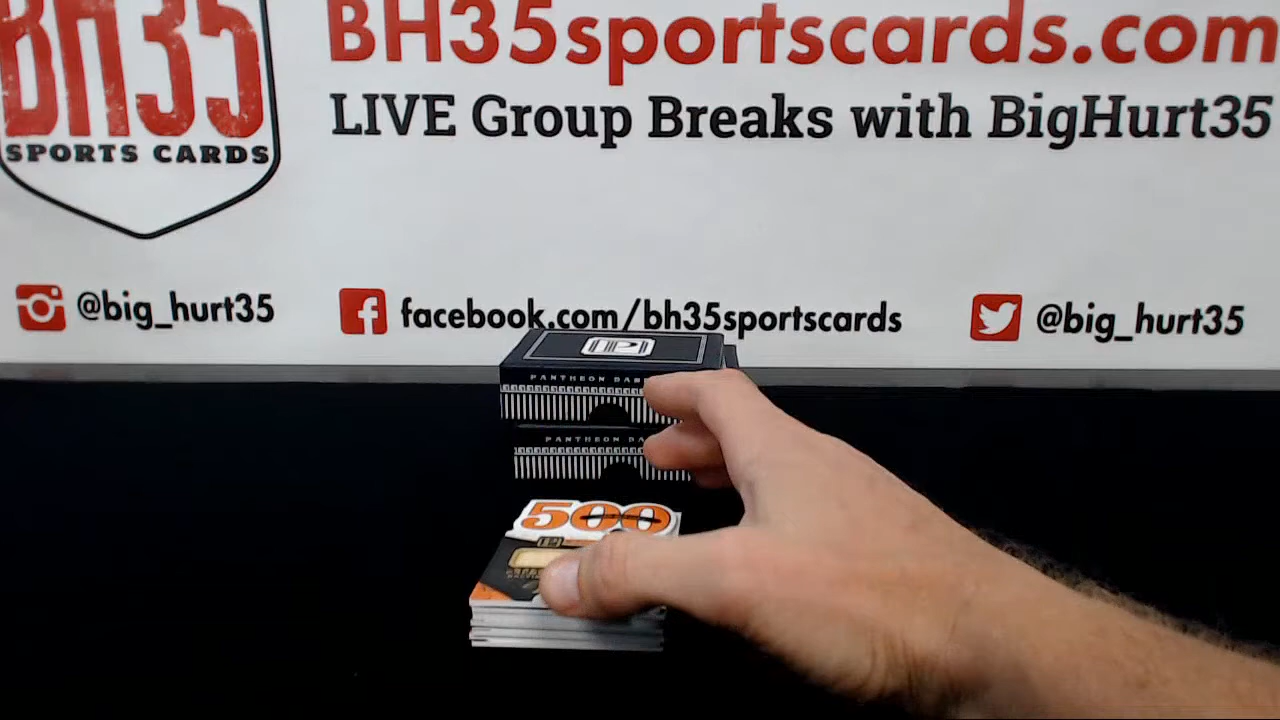 BH35
SPORTS CARDS
BH35sportscards.com
LIVE Group Breaks with BigHurt35
@big_hurt35
facebook.com/bh35sportscards
@big_hurt35
PANTHEON
PANTHEON
500